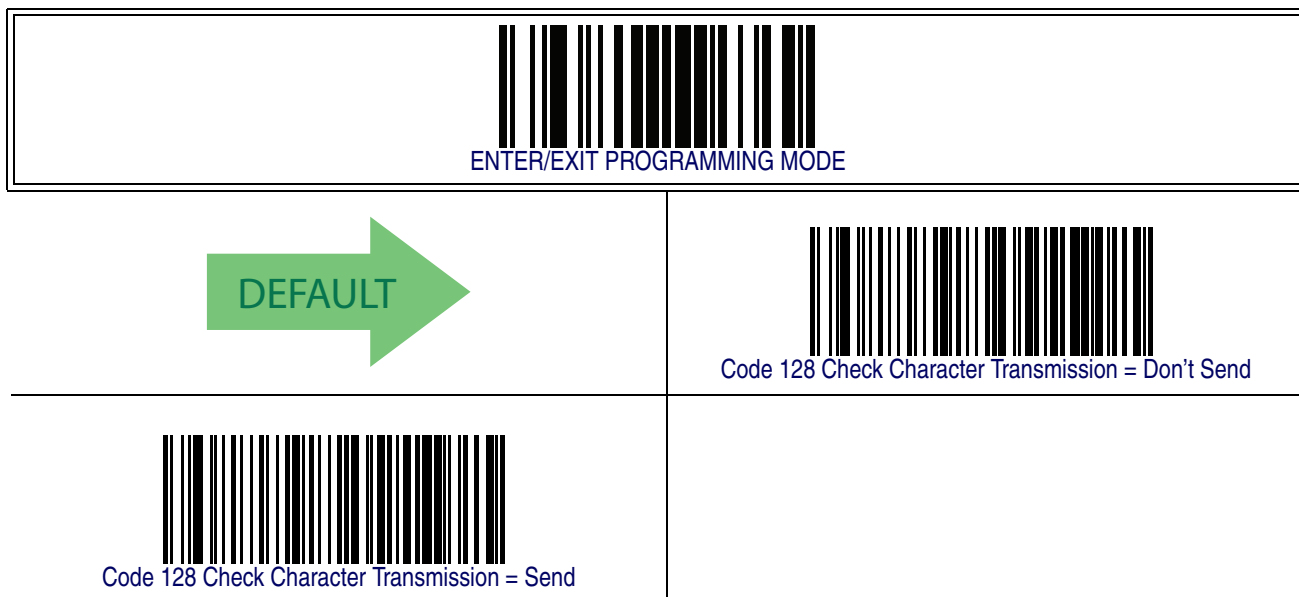 ENTER/EXIT PROGRAMMING MODE
DEFAULT
Code 128 Check Character Transmission = Don't Send
Code 128 Check Character Transmission = Send